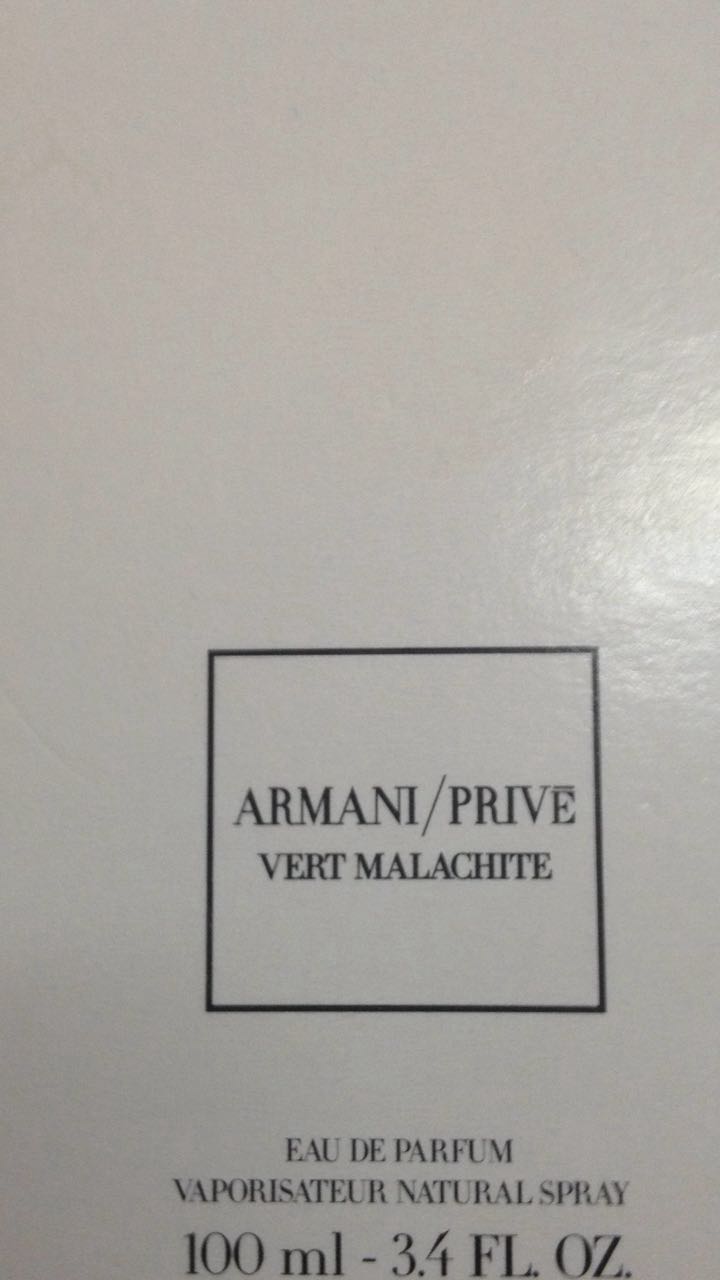 ARMANI/PRIVĒ
VERT MALACHITE
EAU DE PARFUM
VAPORISATEUR NATURAL SPRAY
100 ml - 3.4 FL. OZ.